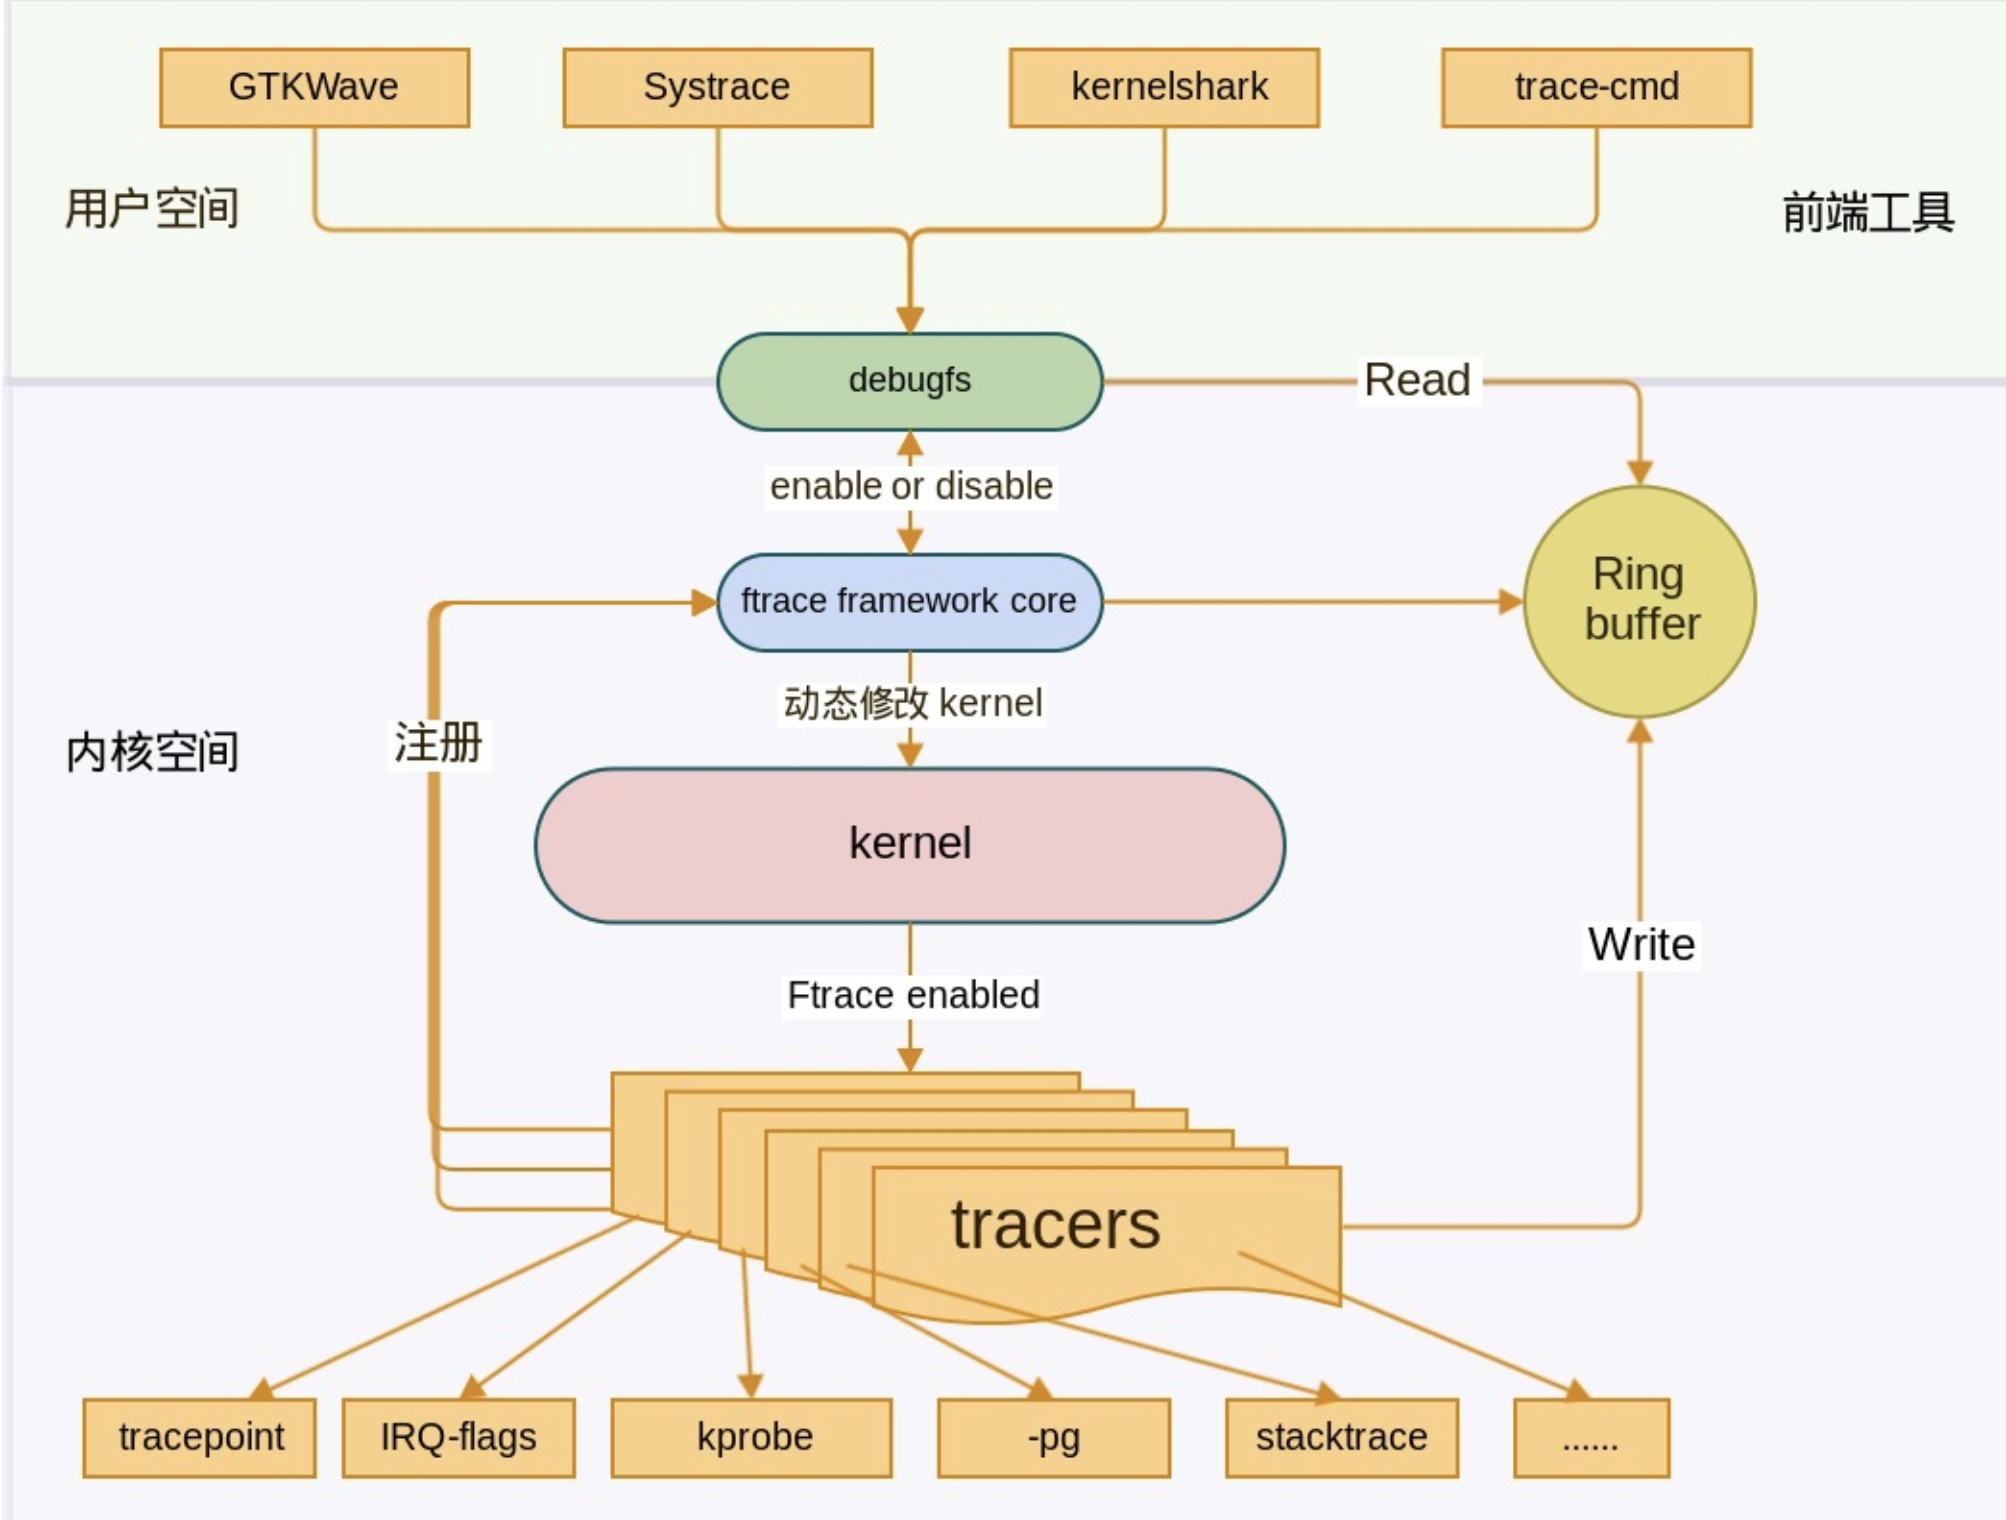 GTKWave
Systrace
kernelshark
trace-cmd
用户空间
前端工具
debugfs
Read
enable or disable
ftrace framework core
Ring
buffer
动态修改 kernel
注册
内核空间
kernel
Write
Ftrace enabled
tracers
tracepoint
IRQ-flags
kprobe
-pg
stacktrace
......